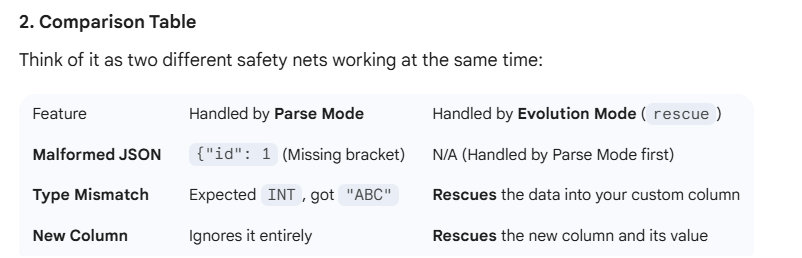 2. Comparison Table
Think of it as two different safety nets working at the same time:
Feature Handled by Parse Mode Handled by Evolution Mode ( rescue )
Malformed JSON {"id": 1 (Missing bracket) N/A (Handled by Parse Mode first)
Type Mismatch Expected INT , got "ABC" Rescues the data into your custom column
New Column Ignores it entirely Rescues the new column and its value